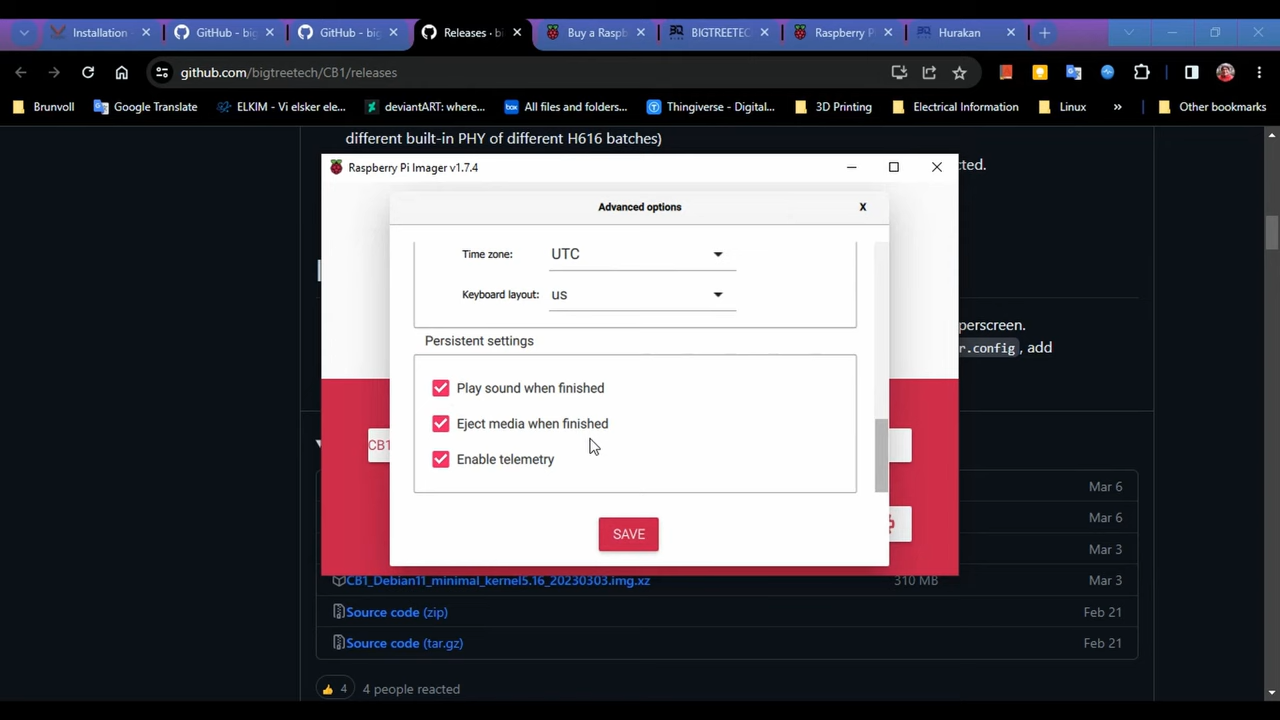 Installation
GitHub - big
GitHub - big
Releases · b
Buy a Raspb
BIGTREETEC
Raspberry P
Hurakan
github.com/bigtreetech/CB1/releases
Brunvoll
Google Translate
ELKIM - Vi elsker ele...
deviantART: where...
All files and folders...
Thingiverse - Digital...
3D Printing
Electrical Information
Linux
»
Other bookmarks
different built-in PHY of different H616 batches)
cted.
Raspberry Pi Imager v1.7.4
Advanced options
X
Time zone:
UTC
Keyboard layout:
us
perscreen.
Persistent settings
r.config, add
Play sound when finished
Eject media when finished
CB1
Enable telemetry
Mar 6
Mar 6
SAVE
Mar 3
CB1_Debian11_minimal_kernel5.16_20230303.img.xz
310 MB
Mar 3
Source code (zip)
Feb 21
Source code (tar.gz)
Feb 21
4
4 people reacted